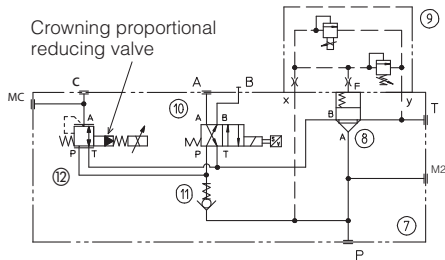 Crowning proportional
reducing valve
9
C
A
B
MC
10
x
F
y
T
A
A
B
B
8
P
T
P
T
A
12
11
M2
7
P